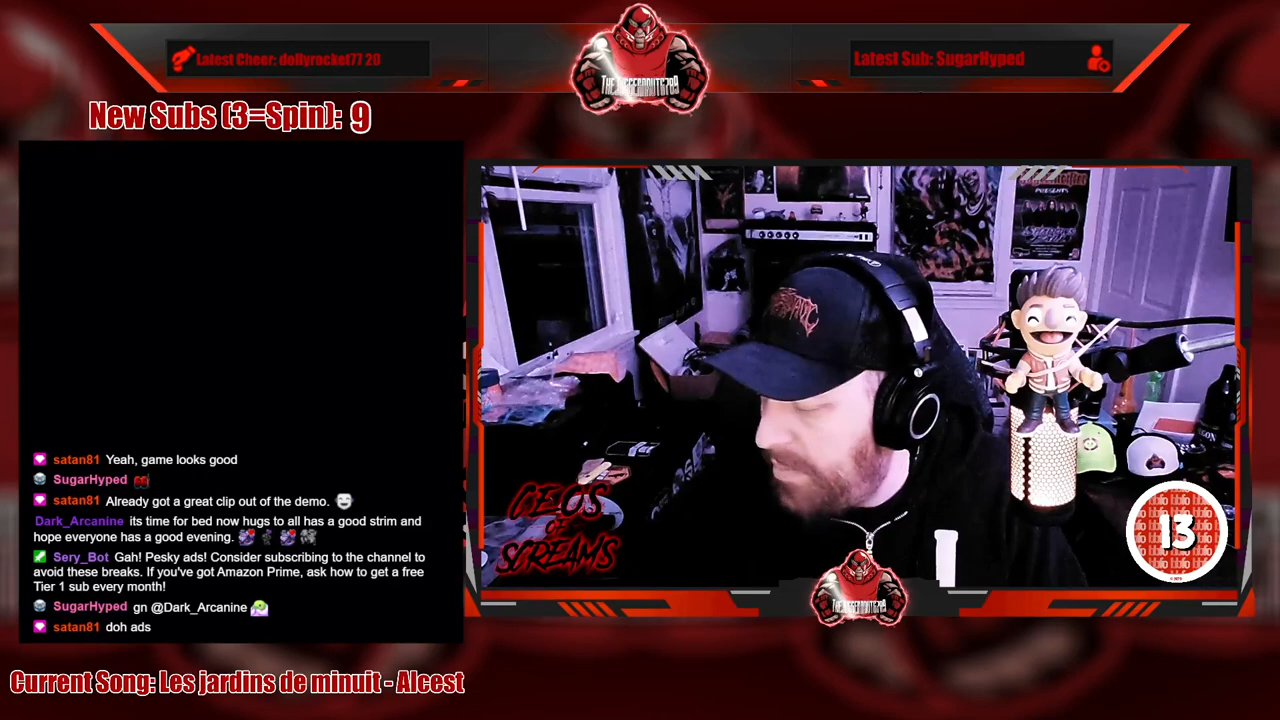 Latest Cheer: dollyrocket77 20
Latest Sub: SugarHyped
THEJUGGERNAUT6789
New Subs (3=Spin): 9
PRESENTS
satan81 Yeah, game looks good
SugarHyped
satan81 Already got a great clip out of the demo.
Dark_Arcanine its time for bed now hugs to all has a good strim and
hope everyone has a good evening.
Sery_Bot Gah! Pesky ads! Consider subscribing to the channel to
avoid these breaks. If you've got Amazon Prime, ask how to get a free
Tier 1 sub every month!
SugarHyped gn @Dark_Arcanine
satan81 doh ads
CEOS
OF
SCREAMS
13
Current Song: Les jardins de minuit - Alcest